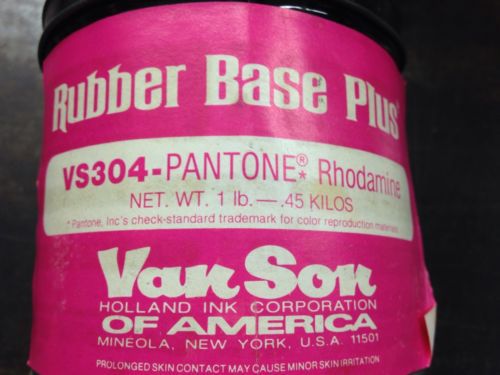 Rubber Base Plus®
VS304-PANTONE®* Rhodamine
NET. WT. 1 lb.—.45 KILOS
* Pantone, Inc's check-standard trademark for color reproduction materials.
Van Son
HOLLAND INK CORPORATION
OF AMERICA
MINEOLA, NEW YORK, U.S.A. 11501
PROLONGED SKIN CONTACT MAY CAUSE MINOR SKIN IRRITATION